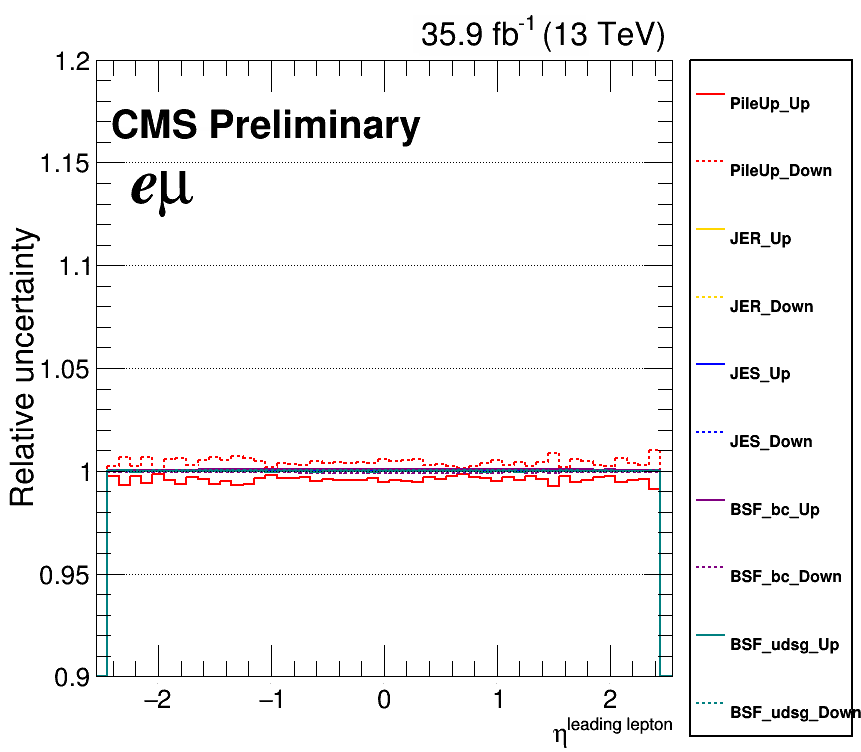 35.9 fb-1 (13 TeV)
CMS Preliminary
eμ
Relative uncertainty
1.2
1.15
1.1
1.05
1
0.95
0.9
−2 −1 0 1 2
η leading lepton
PileUp_Up
PileUp_Down
JER_Up
JER_Down
JES_Up
JES_Down
BSF_bc_Up
BSF_bc_Down
BSF_udsg_Up
BSF_udsg_Down